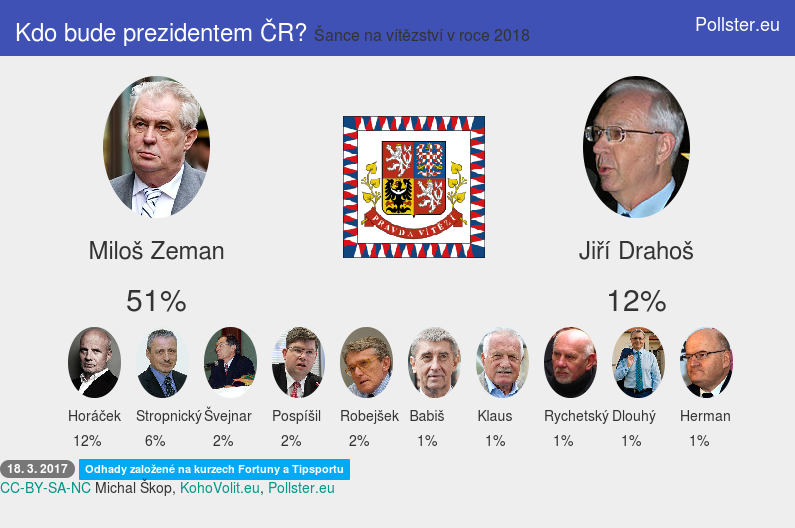 Kdo bude prezidentem ČR? Šance na vítězství v roce 2018
Pollster.eu
PRAVDA VÍTĚZÍ
Miloš Zeman
Jiří Drahoš
51%
12%
Horáček Stropnický Švejnar Pospíšil Robejšek Babiš Klaus Rychetský Dlouhý Herman
12% 6% 2% 2% 2% 1% 1% 1% 1% 1%
18. 3. 2017 Odhady založené na kurzech Fortuny a Tipsportu
CC-BY-SA-NC Michal Škop, KohoVolit.eu, Pollster.eu